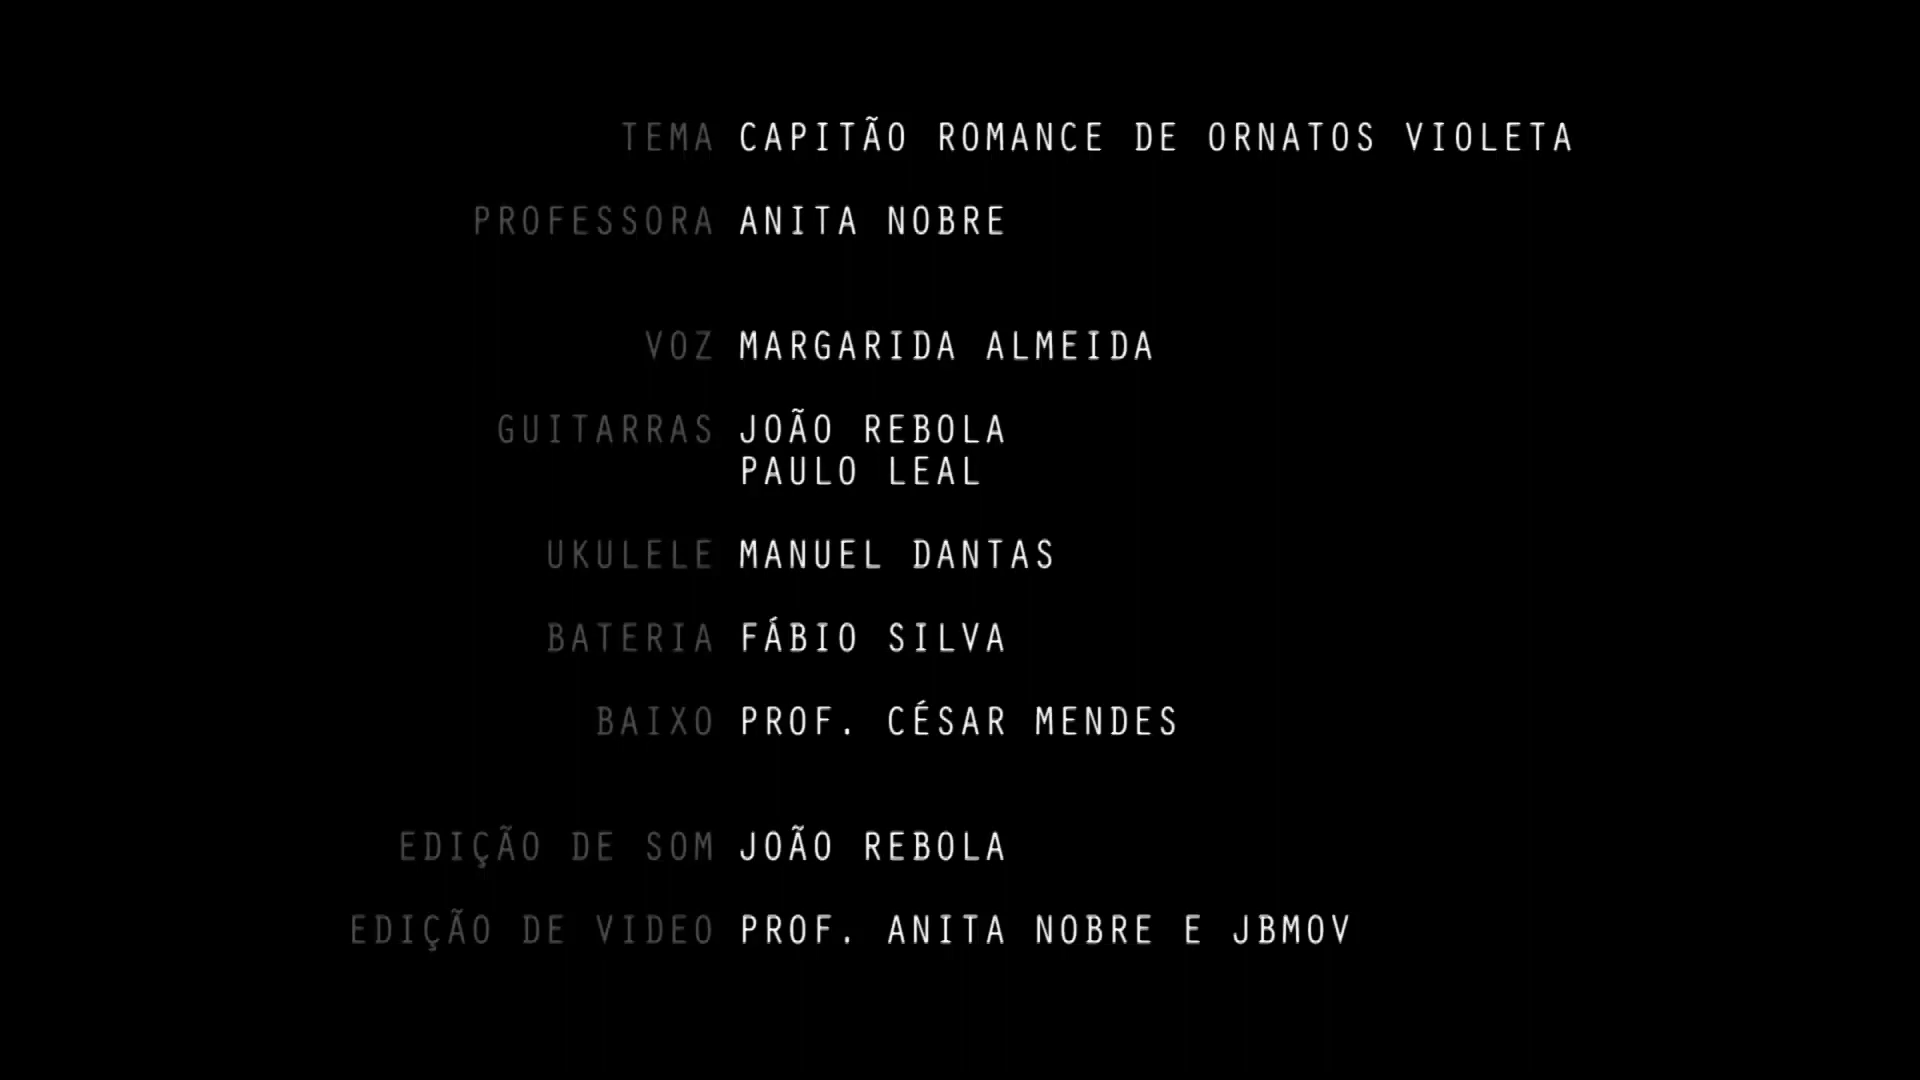 TEMA CAPITÃO ROMANCE DE ORNATOS VIOLETA
PROFESSORA ANITA NOBRE
VOZ MARGARIDA ALMEIDA
GUITARRAS JOÃO REBOLA
PAULO LEAL
UKULELE MANUEL DANTAS
BATERIA FÁBIO SILVA
BAIXO PROF. CÉSAR MENDES
EDIÇÃO DE SOM JOÃO REBOLA
EDIÇÃO DE VIDEO PROF. ANITA NOBRE E JBMOV